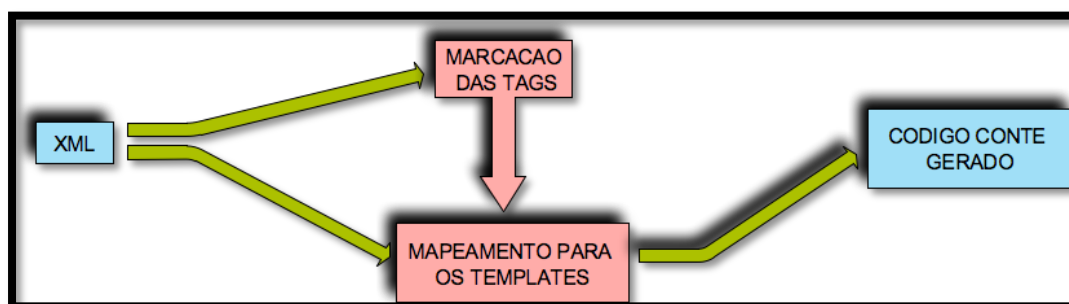 XML
MARCACAO
DAS TAGS
MAPEAMENTO PARA
OS TEMPLATES
CODIGO CONTE
GERADO